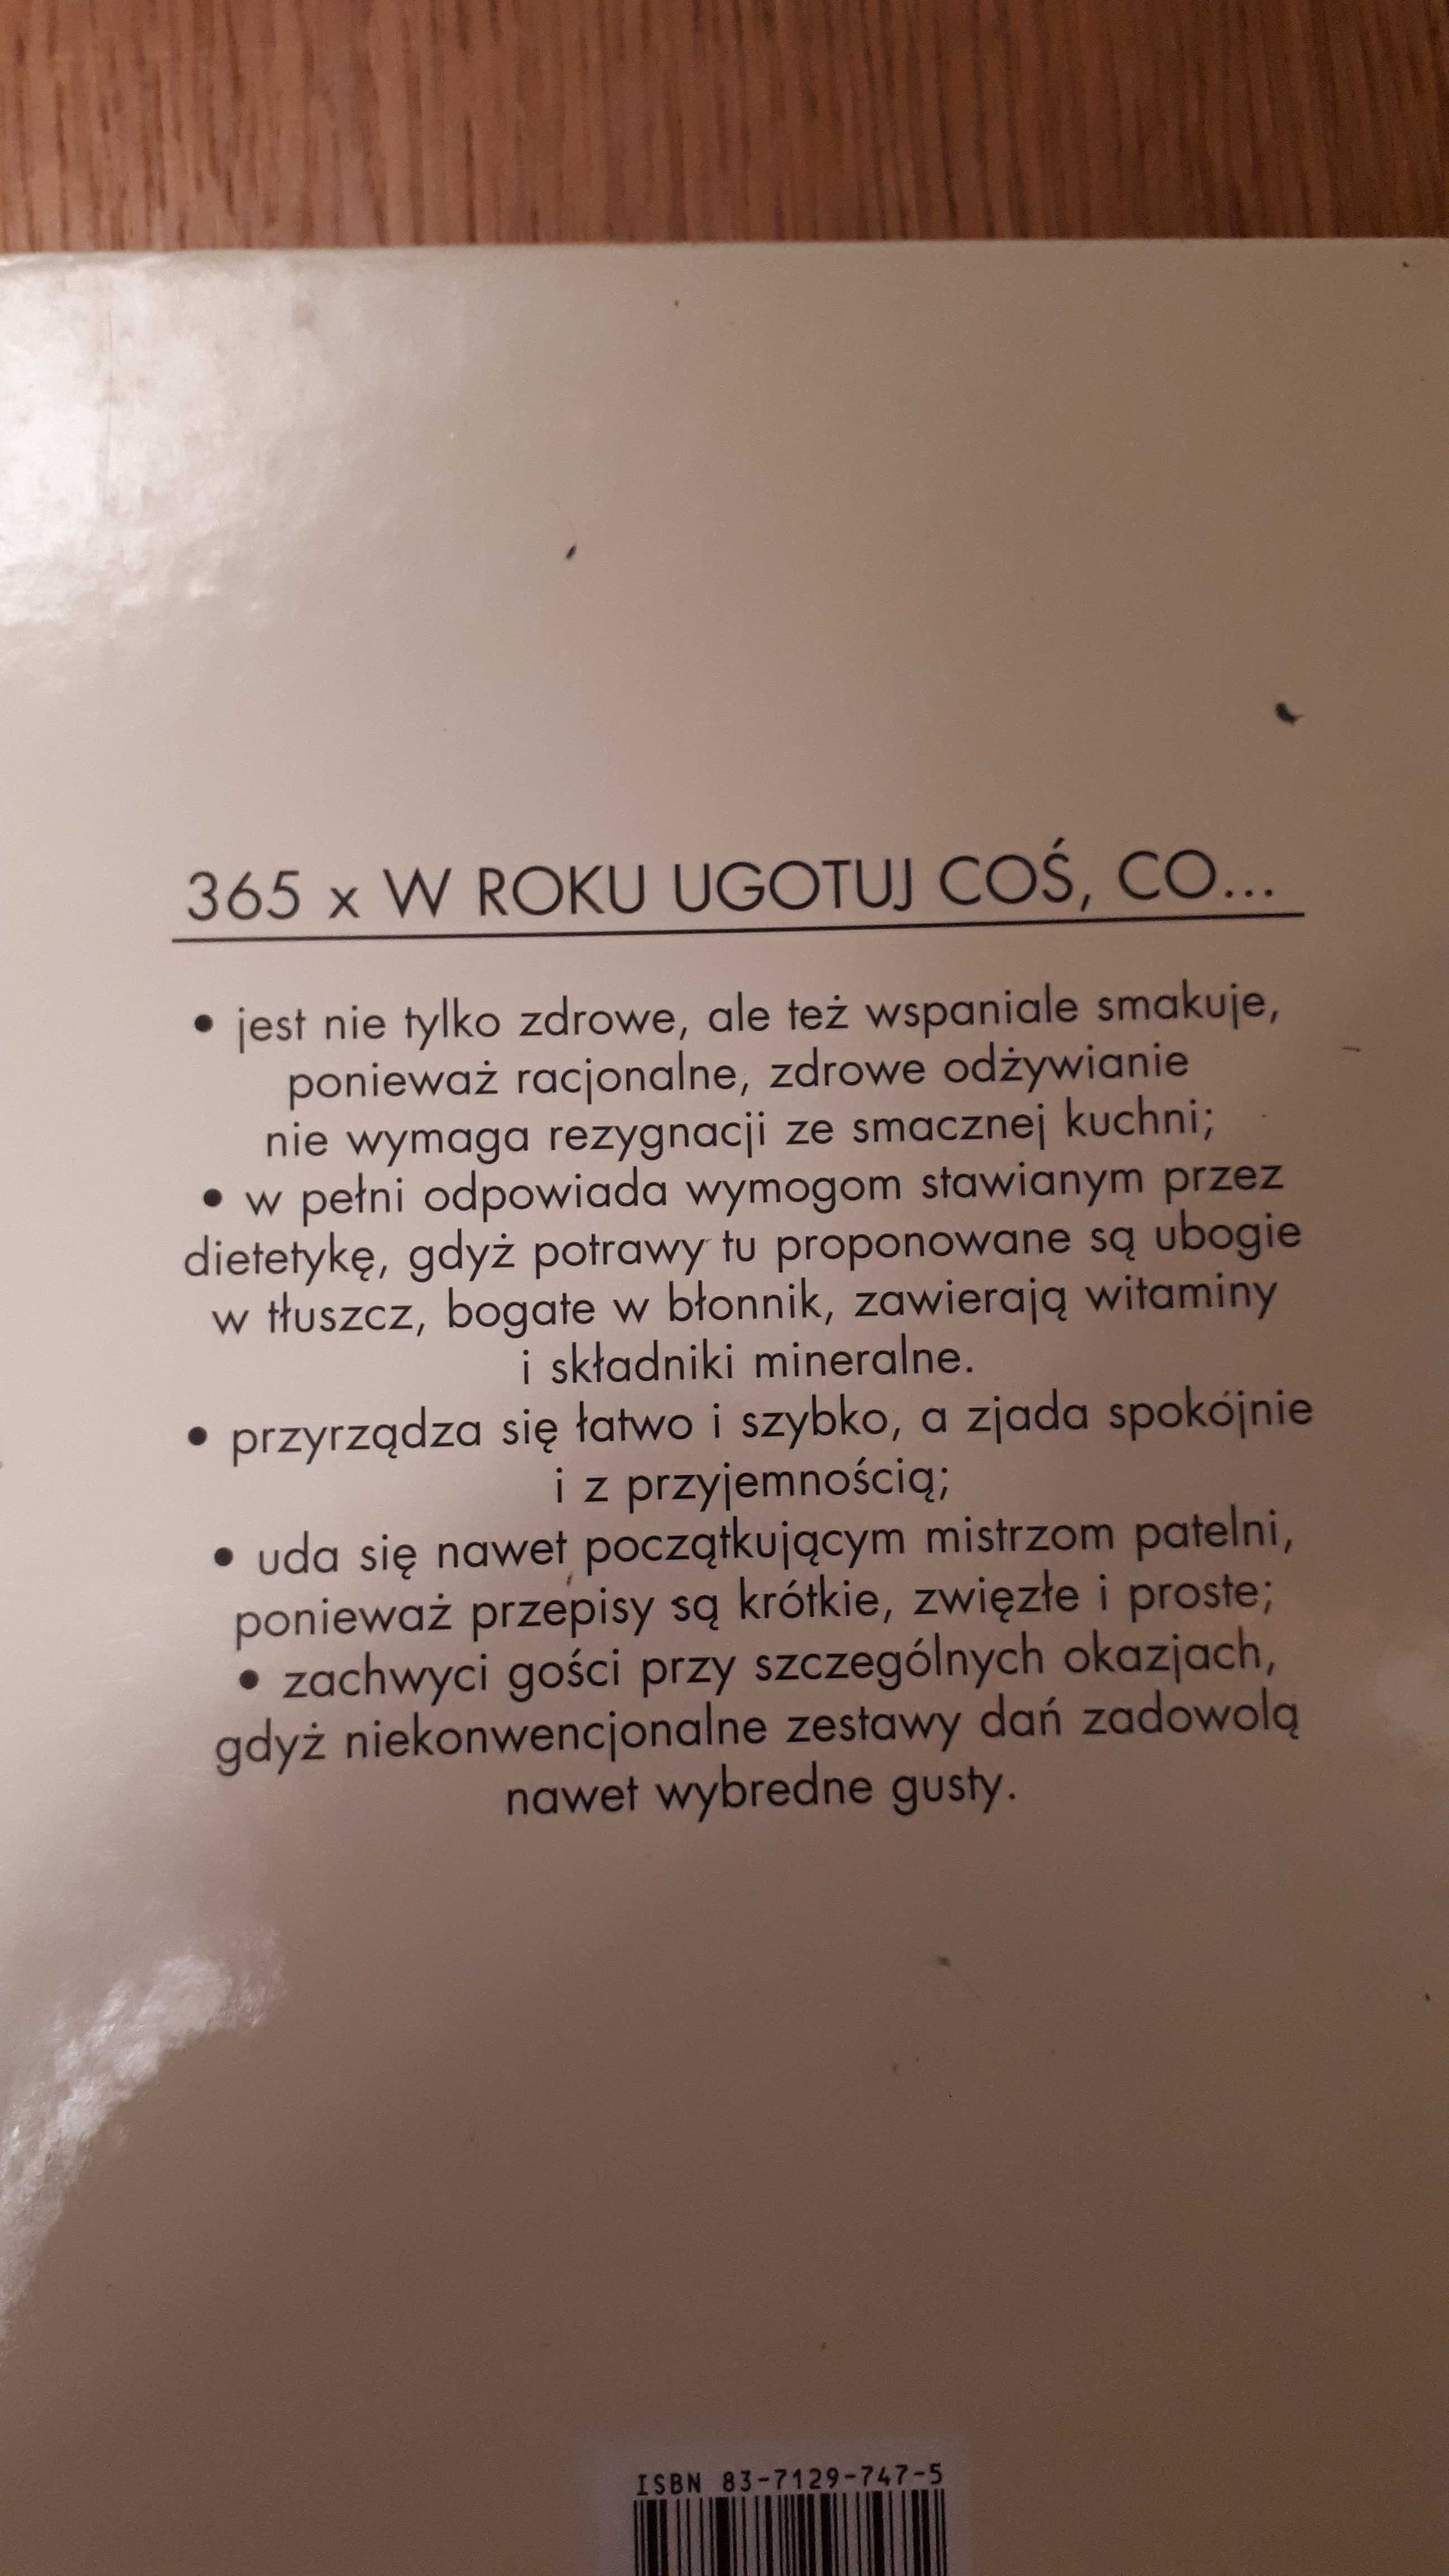 365 x W ROKU UGOTUJ COŚ, CO...
• jest nie tylko zdrowe, ale też wspaniale smakuje,
ponieważ racjonalne, zdrowe odżywianie
nie wymaga rezygnacji ze smacznej kuchni;
• w pełni odpowiada wymogom stawianym przez
dietetykę, gdyż potrawy tu proponowane są ubogie
w tłuszcz, bogate w błonnik, zawierają witaminy
i składniki mineralne.
• przyrządza się łatwo i szybko, a zjada spokojnie
i z przyjemnością;
• uda się nawet początkującym mistrzom patelni,
ponieważ przepisy są krótkie, zwięzłe i proste;
• zachwyci gości przy szczególnych okazjach,
gdyż niekonwencjonalne zestawy dań zadowolą
nawet wybredne gusty.
ISBN 83-7129-747-5